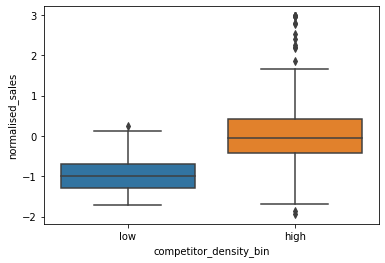 3
2
1
0
−1
−2
normalised_sales
low
high
competitor_density_bin